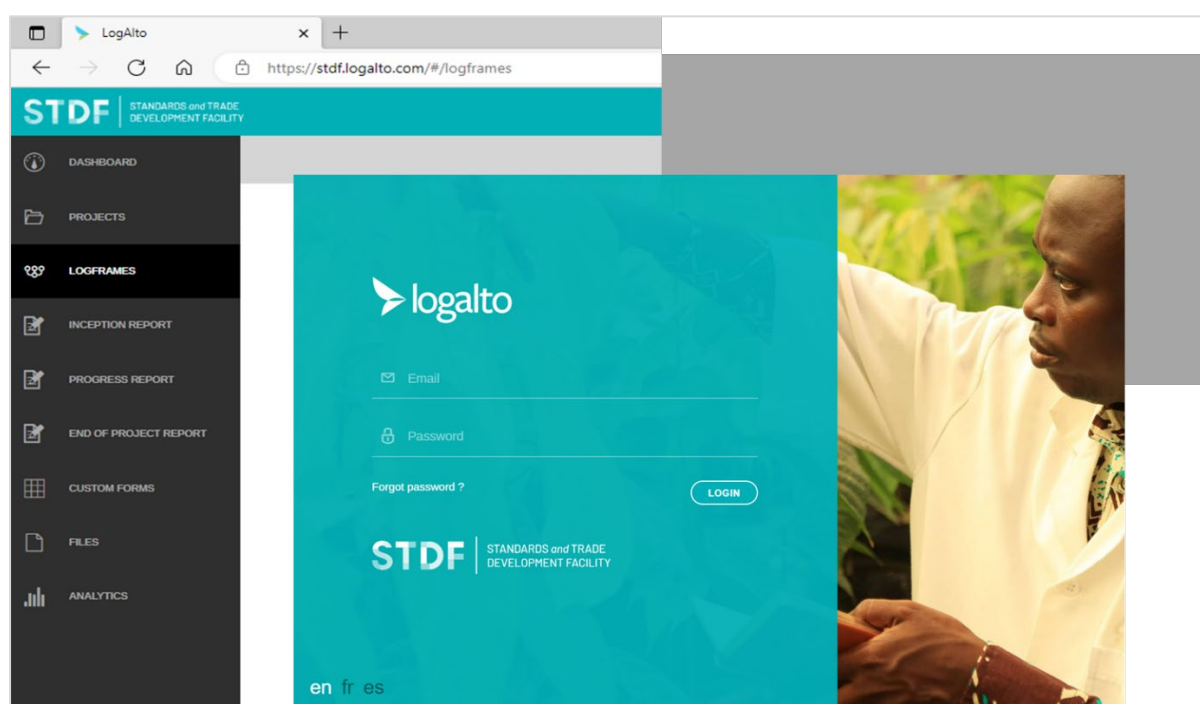 LogAlto
https://stdf.logalto.com/#/logframes
STDF
STANDARDS and TRADE
DEVELOPMENT FACILITY
DASHBOARD
PROJECTS
LOGFRAMES
INCEPTION REPORT
PROGRESS REPORT
END OF PROJECT REPORT
CUSTOM FORMS
FILES
ANALYTICS
logalto
Email
Password
Forgot password ?
LOGIN
STDF
STANDARDS and TRADE
DEVELOPMENT FACILITY
en fr es